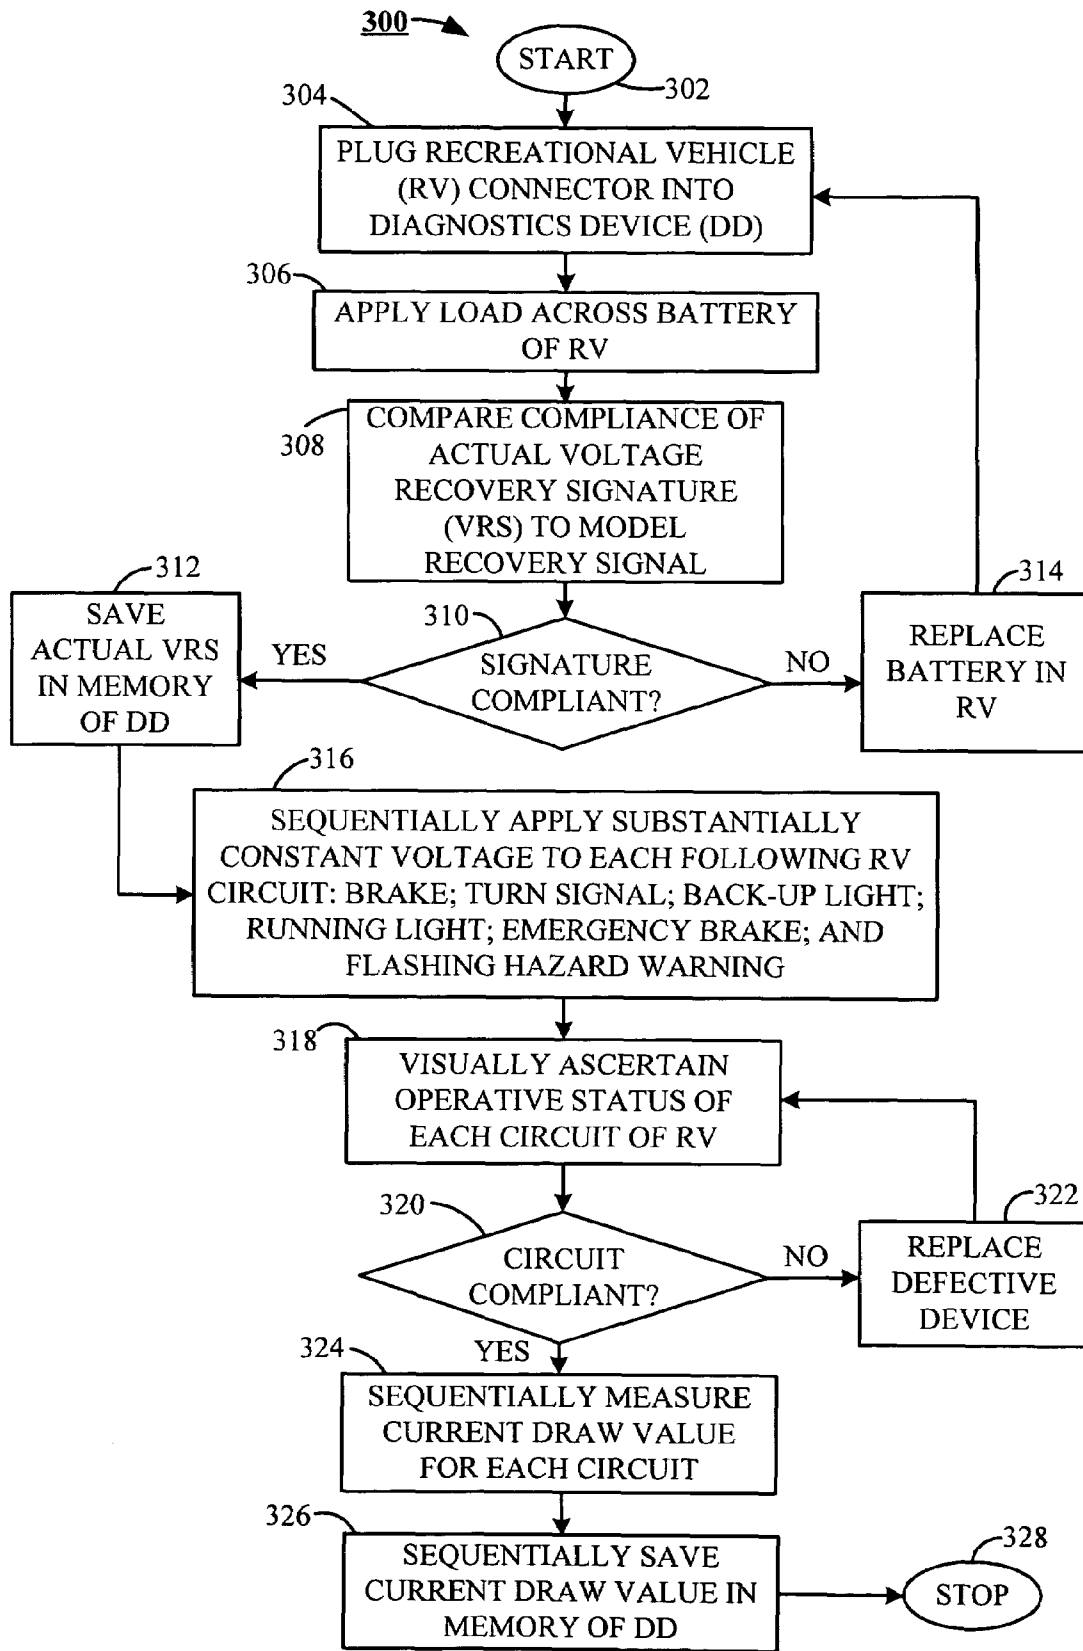 300
START
302
304
PLUG RECREATIONAL VEHICLE
(RV) CONNECTOR INTO
DIAGNOSTICS DEVICE (DD)
306
APPLY LOAD ACROSS BATTERY
OF RV
308
COMPARE COMPLIANCE OF
ACTUAL VOLTAGE
RECOVERY SIGNATURE
(VRS) TO MODEL
RECOVERY SIGNAL
310
SIGNATURE
COMPLIANT?
YES
NO
312
SAVE
ACTUAL VRS
IN MEMORY
OF DD
314
REPLACE
BATTERY IN
RV
316
SEQUENTIALLY APPLY SUBSTANTIALLY
CONSTANT VOLTAGE TO EACH FOLLOWING RV
CIRCUIT: BRAKE; TURN SIGNAL; BACK-UP LIGHT;
RUNNING LIGHT; EMERGENCY BRAKE; AND
FLASHING HAZARD WARNING
318
VISUALLY ASCERTAIN
OPERATIVE STATUS OF
EACH CIRCUIT OF RV
320
CIRCUIT
COMPLIANT?
NO
322
REPLACE
DEFECTIVE
DEVICE
YES
324
SEQUENTIALLY MEASURE
CURRENT DRAW VALUE
FOR EACH CIRCUIT
326
SEQUENTIALLY SAVE
CURRENT DRAW VALUE IN
MEMORY OF DD
328
STOP